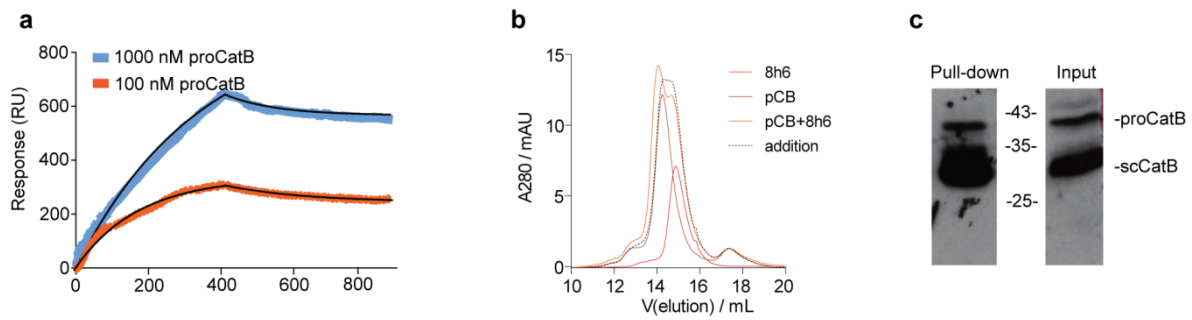 a
800
1000 nM proCatB
100 nM proCatB
600
400
200
0
Response (RU)
0 200 400 600 800
b
15
10
5
0
A280 / mAU
8h6
pCB
pCB+8h6
addition
10 12 14 16 18 20
V(elution) / mL
c
Pull-down Input
-43-
-proCatB
-35-
-scCatB
-25-